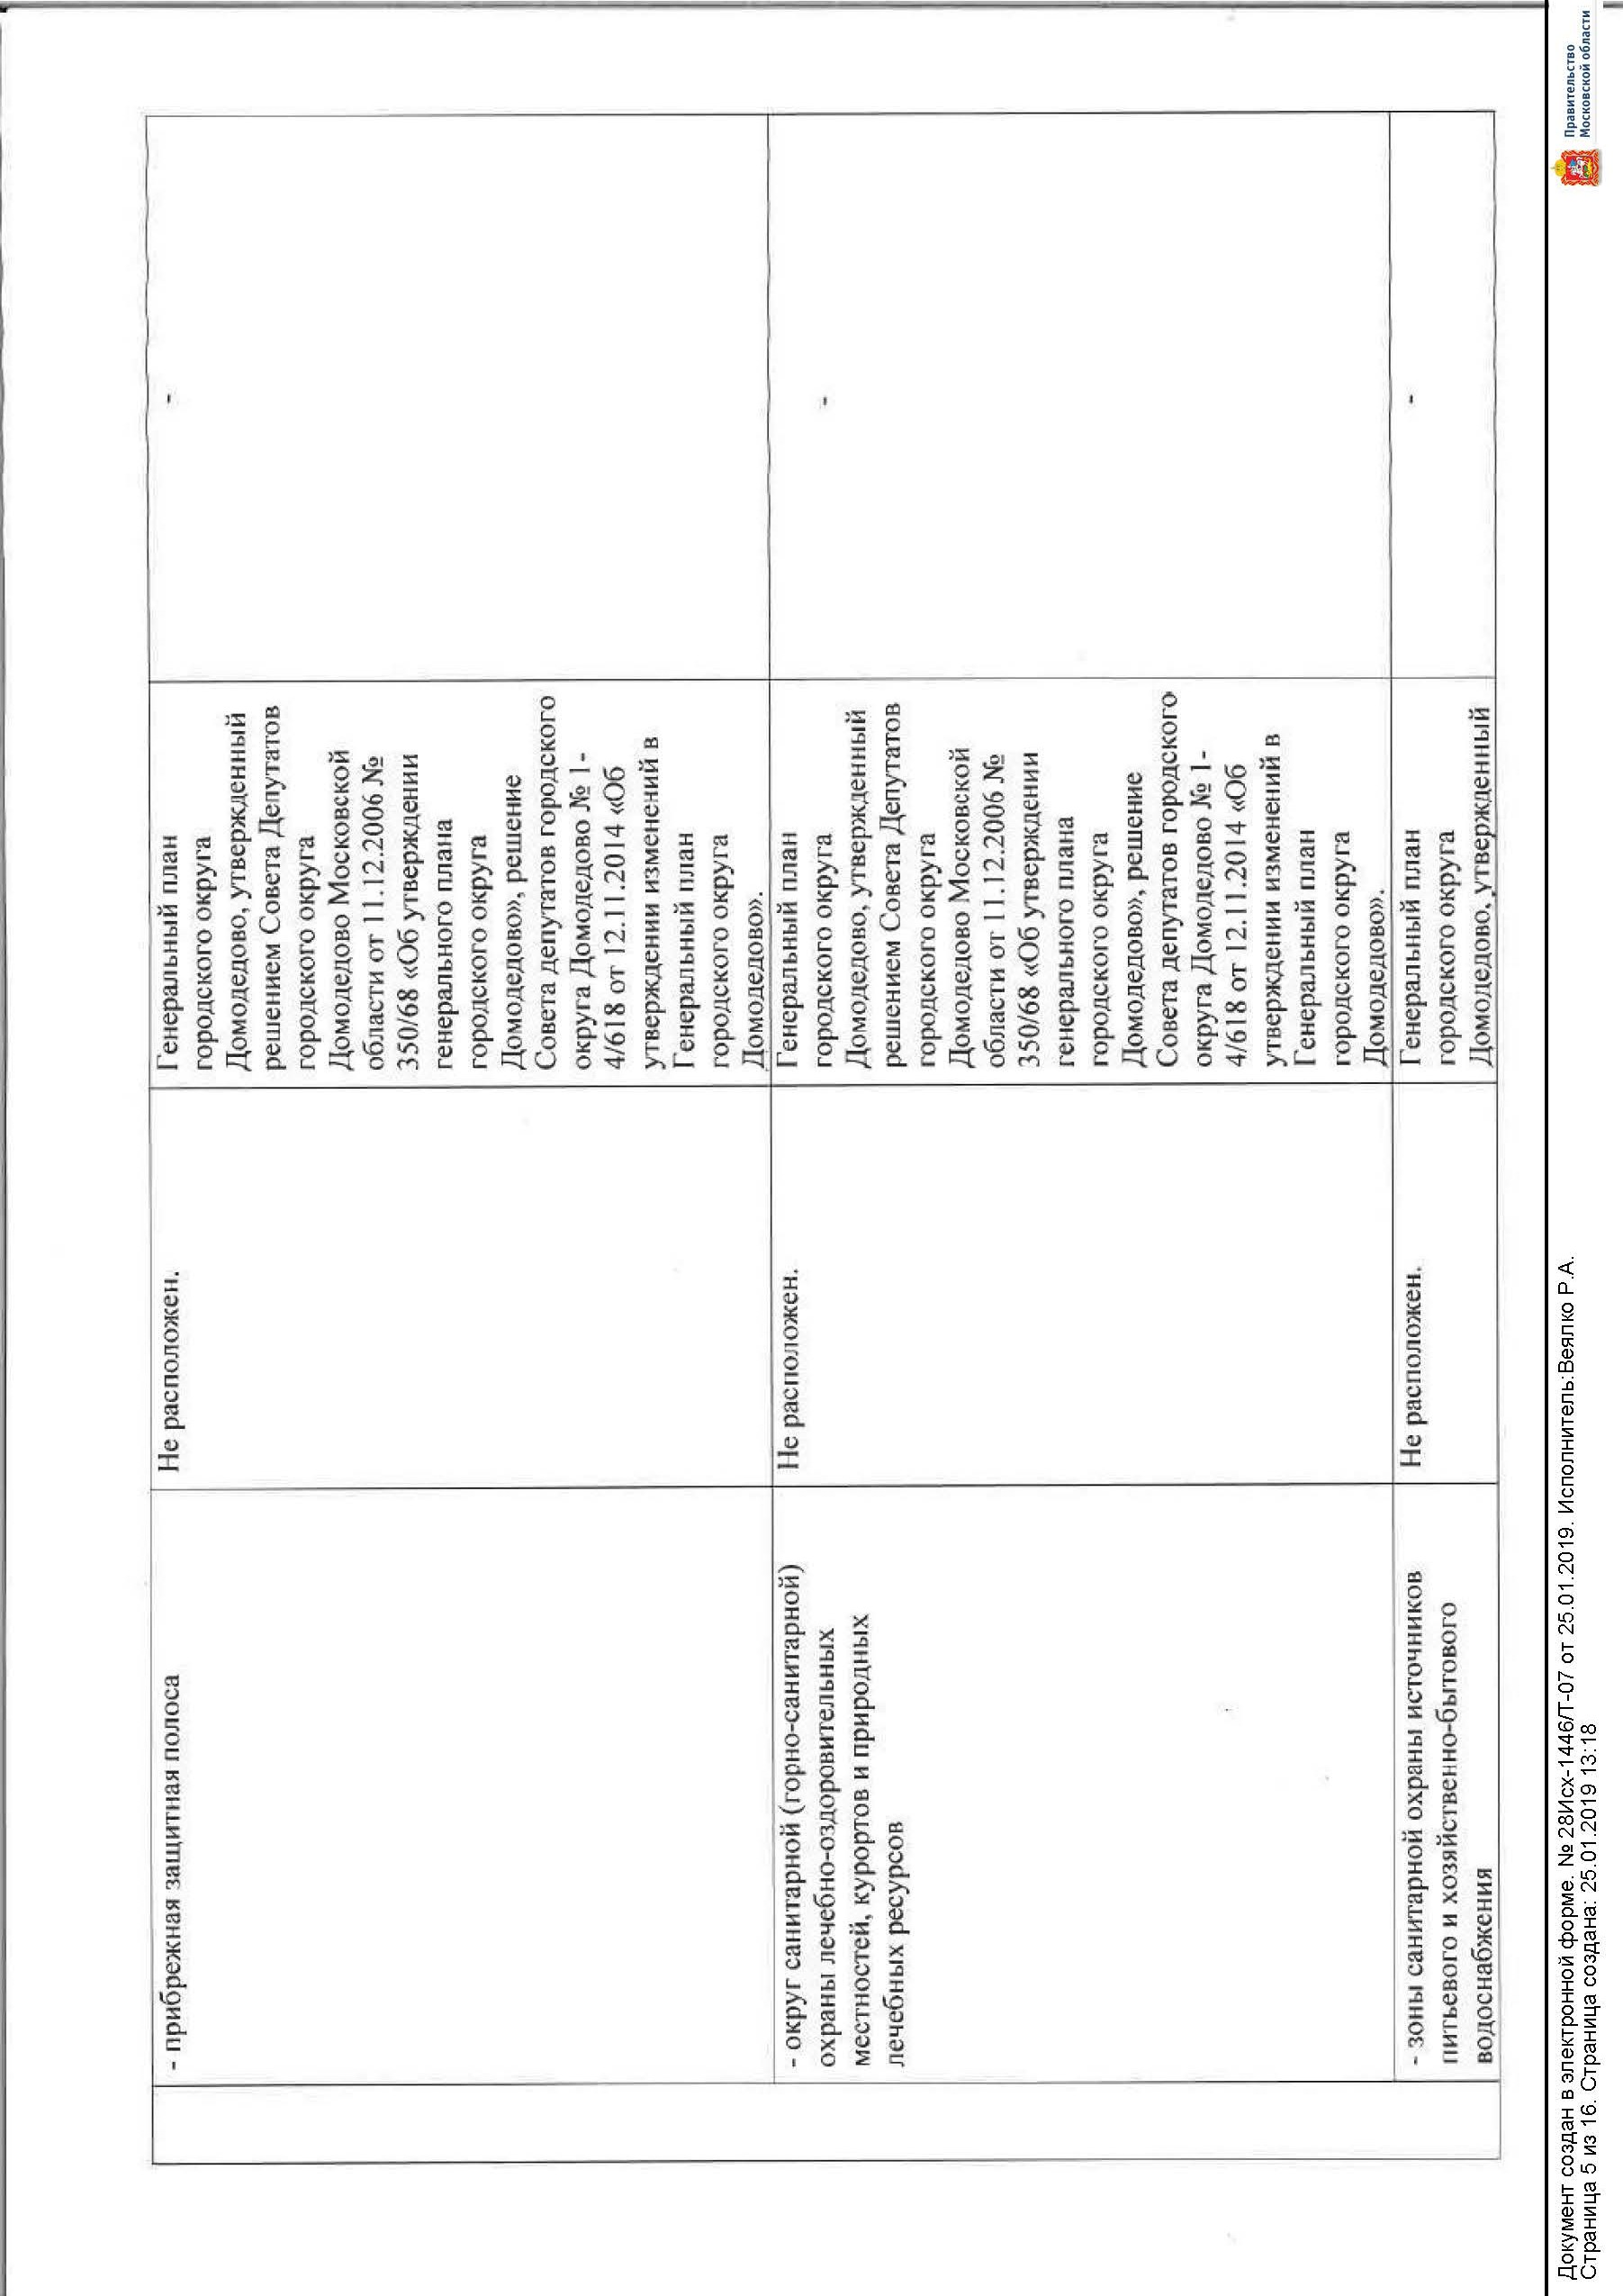 - прибрежная защитная полоса
Не расположен.
Генеральный план
городского округа
Домодедово, утвержденный
решением Совета Депутатов
городского округа
Домодедово Московской
области от 11.12.2006 №
350/68 «Об утверждении
генерального плана
городского округа
Домодедово», решение
Совета депутатов городского
округа Домодедово № 1-
4/618 от 12.11.2014 «Об
утверждении изменений в
Генеральный план
городского округа
Домодедово».
-
- округ санитарной (горно-санитарной)
охраны лечебно-оздоровительных
местностей, курортов и природных
лечебных ресурсов
Не расположен.
Генеральный план
городского округа
Домодедово, утвержденный
решением Совета Депутатов
городского округа
Домодедово Московской
области от 11.12.2006 №
350/68 «Об утверждении
генерального плана
городского округа
Домодедово», решение
Совета депутатов городского
округа Домодедово № 1-
4/618 от 12.11.2014 «Об
утверждении изменений в
Генеральный план
городского округа
Домодедово».
-
- зоны санитарной охраны источников
питьевого и хозяйственно-бытового
водоснабжения
Не расположен.
Генеральный план
городского округа
Домодедово, утвержденный
-
Документ создан в электронной форме. № 28Исх-1446/Т-07 от 25.01.2019. Исполнитель:Веялко Р.А.
Страница 5 из 16. Страница создана: 25.01.2019 13:18
Правительство
Московской области